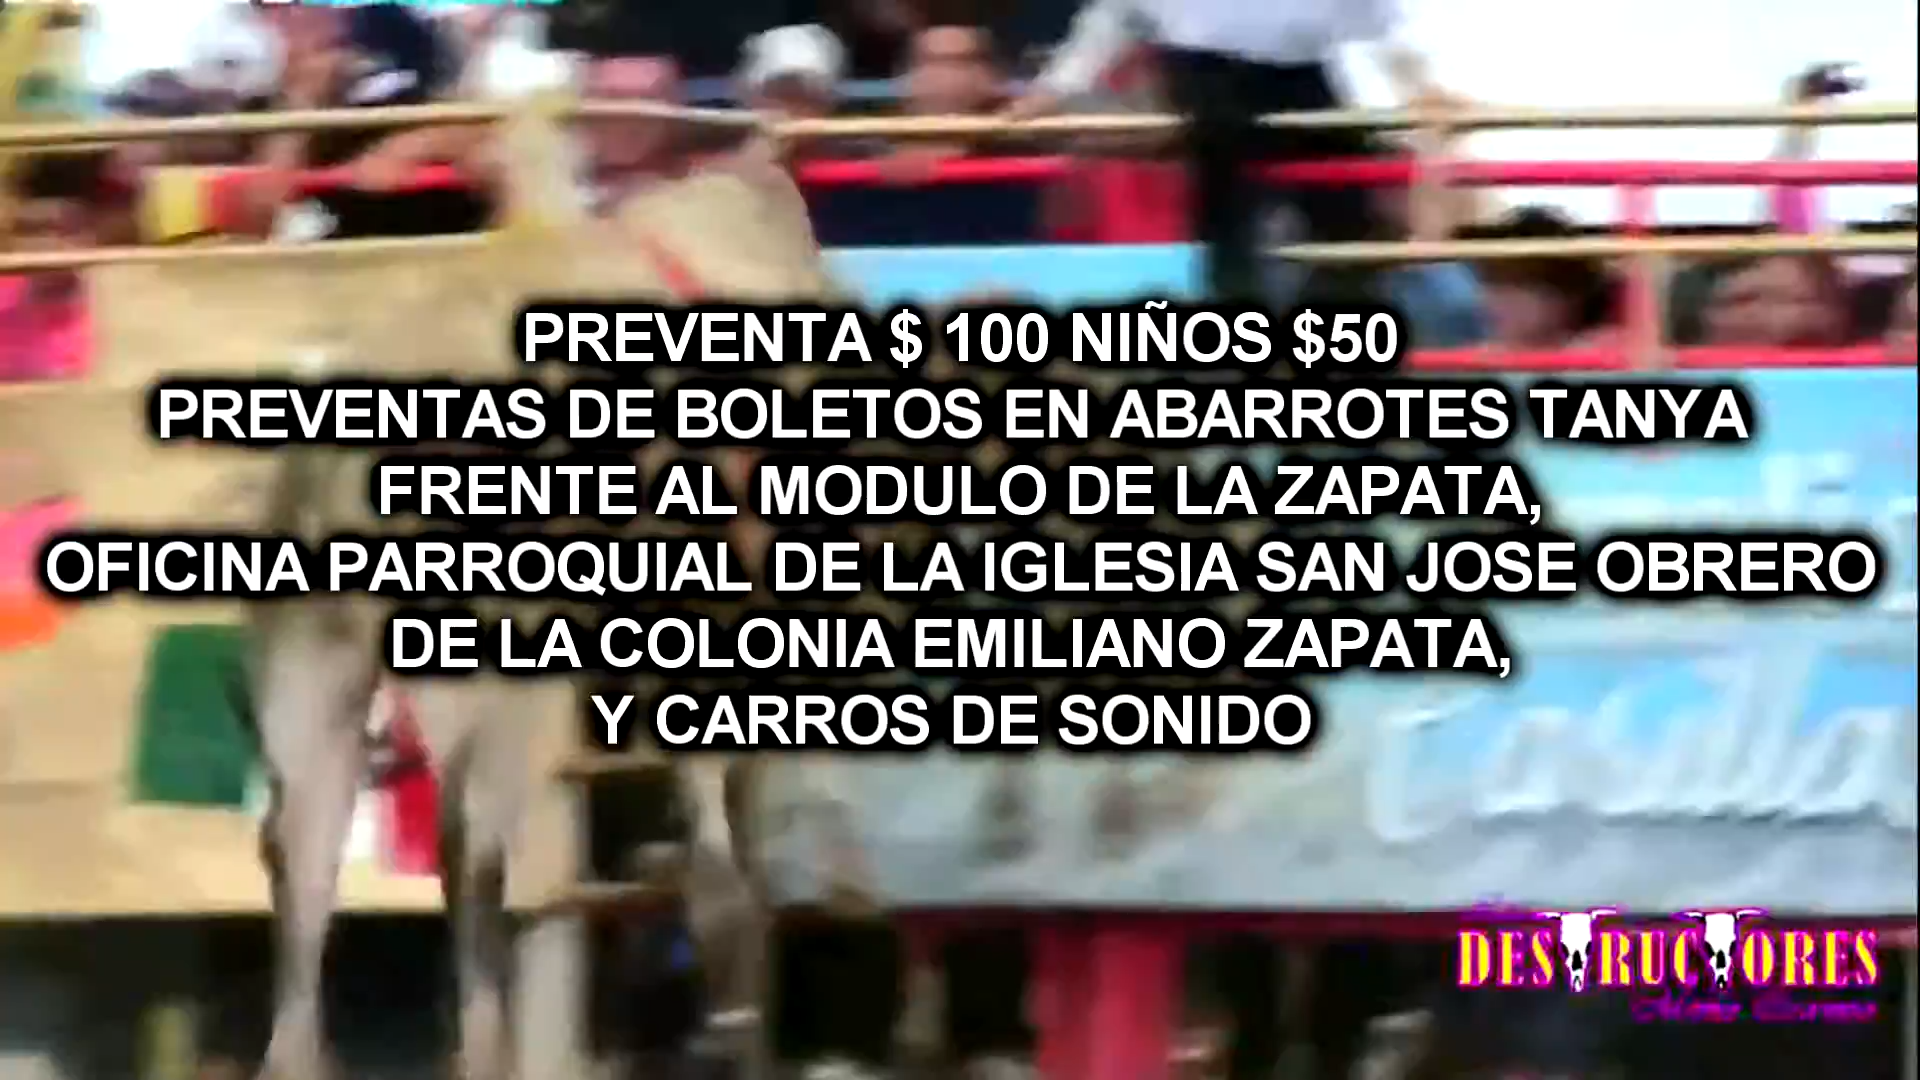 PREVENTA $ 100 NIÑOS $50
PREVENTAS DE BOLETOS EN ABARROTES TANYA
FRENTE AL MODULO DE LA ZAPATA,
OFICINA PARROQUIAL DE LA IGLESIA SAN JOSE OBRERO
DE LA COLONIA EMILIANO ZAPATA,
Y CARROS DE SONIDO
DESTRUCTORES